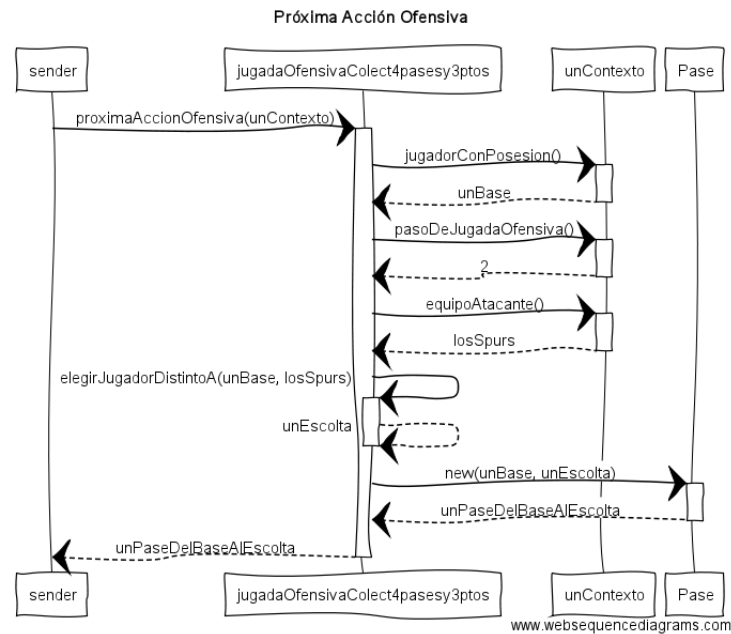 Próxima Acción Ofensiva
sender
jugadaOfensivaColect4pasesy3ptos
unContexto
Pase
proximaAccionOfensiva(unContexto)
jugadorConPosesion()
unBase
pasoDeJugadaOfensiva()
2
equipoAtacante()
losSpurs
elegirJugadorDistintoA(unBase, losSpurs)
unEscolta
new(unBase, unEscolta)
unPaseDelBaseAlEscolta
unPaseDelBaseAlEscolta
sender
jugadaOfensivaColect4pasesy3ptos
unContexto
Pase
www.websequencediagrams.com